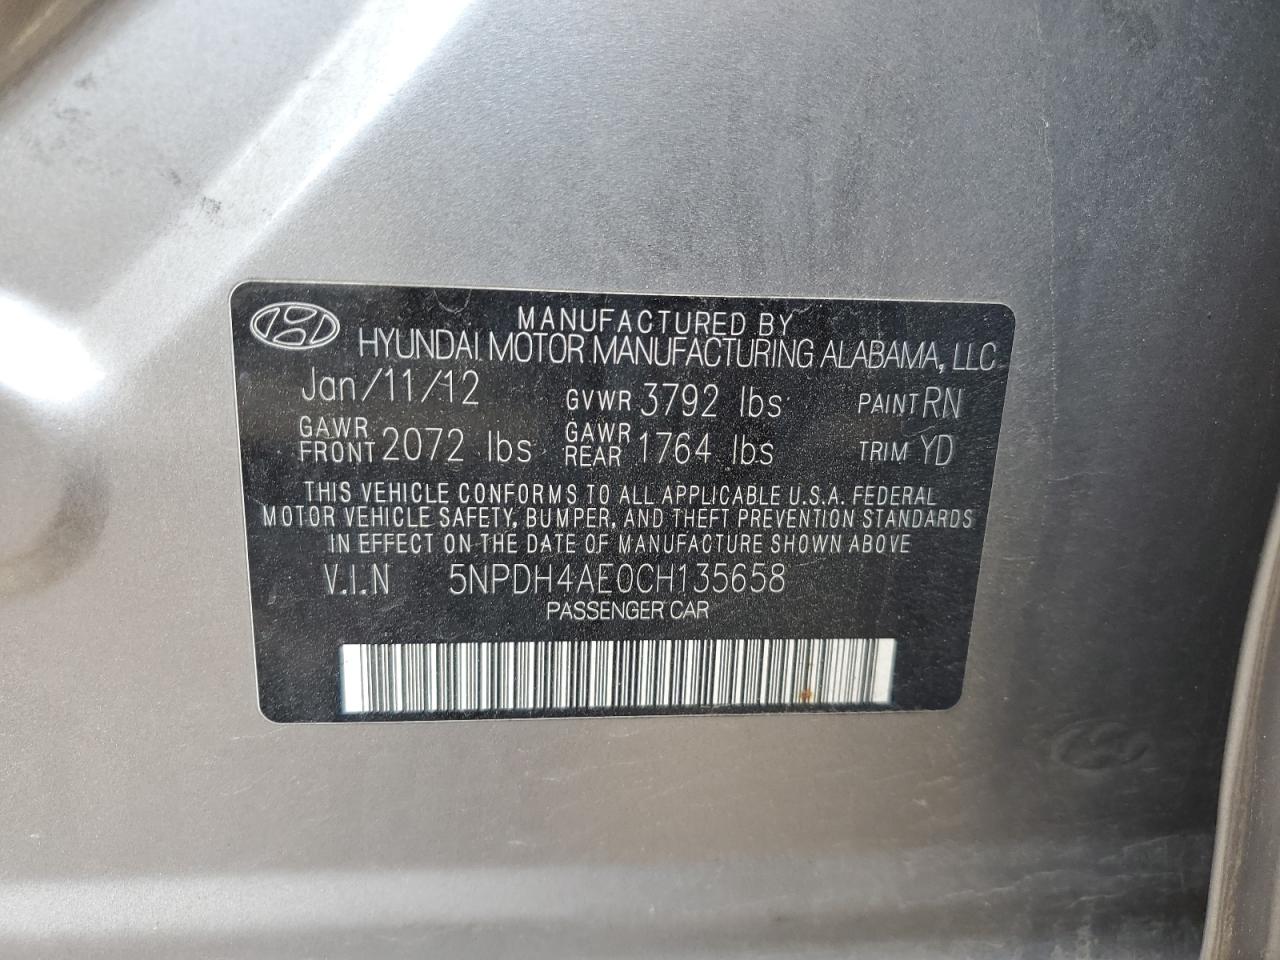 MANUFACTURED BY
HYUNDAI MOTOR MANUFACTURING ALABAMA, LLC
Jan/11/12 GVWR 3792 lbs PAINT RN
GAWR FRONT 2072 lbs GAWR REAR 1764 lbs TRIM YD
THIS VEHICLE CONFORMS TO ALL APPLICABLE U.S.A. FEDERAL
MOTOR VEHICLE SAFETY, BUMPER, AND THEFT PREVENTION STANDARDS
IN EFFECT ON THE DATE OF MANUFACTURE SHOWN ABOVE
V.I.N 5NPDH4AE0CH135658
PASSENGER CAR